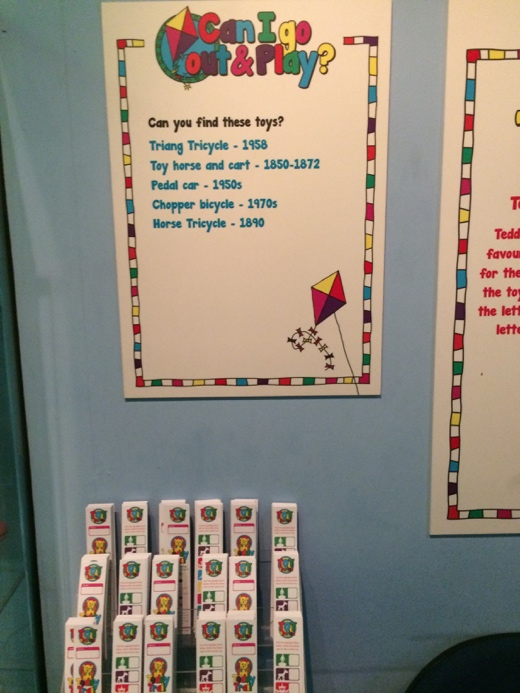 Can I go
out & Play?
Can you find these toys?
Triang Tricycle - 1958
Toy horse and cart - 1850-1872
Pedal car - 1950s
Chopper bicycle - 1970s
Horse Tricycle - 1890
Tedd
favou
for the
the toy
the lett
lette